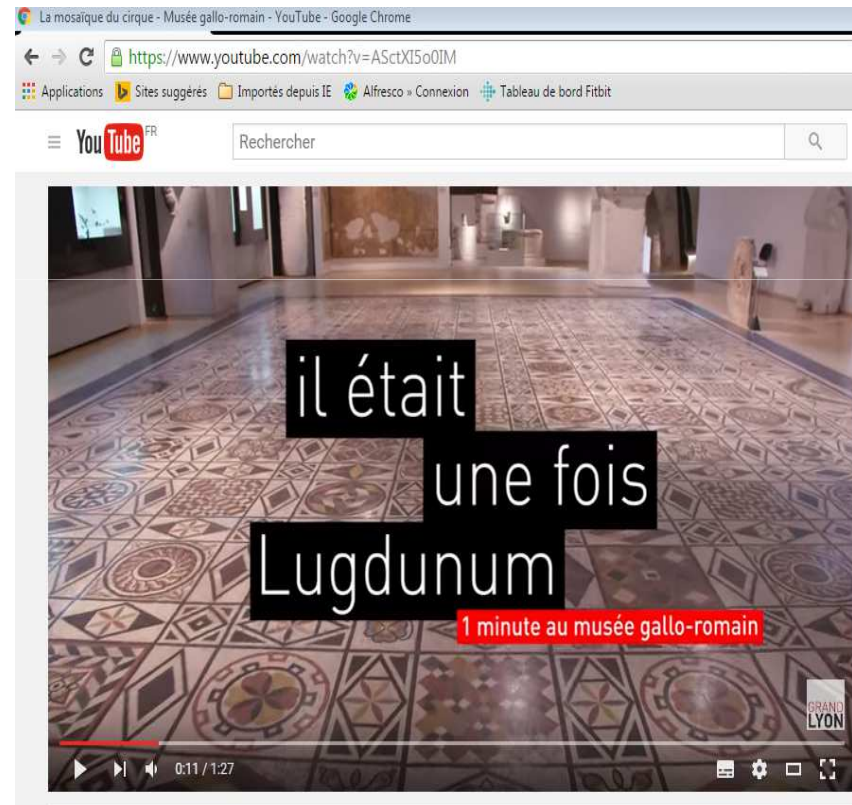 La mosaïque du cirque - Musée gallo-romain - YouTube - Google Chrome
https://www.youtube.com/watch?v=ASctXI5o0IM
Applications Sites suggérés Importés depuis IE Alfresco » Connexion Tableau de bord Fitbit
YouTube FR Rechercher
il était
une fois
Lugdunum
1 minute au musée gallo-romain
GRAND
LYON
0:11 / 1:27